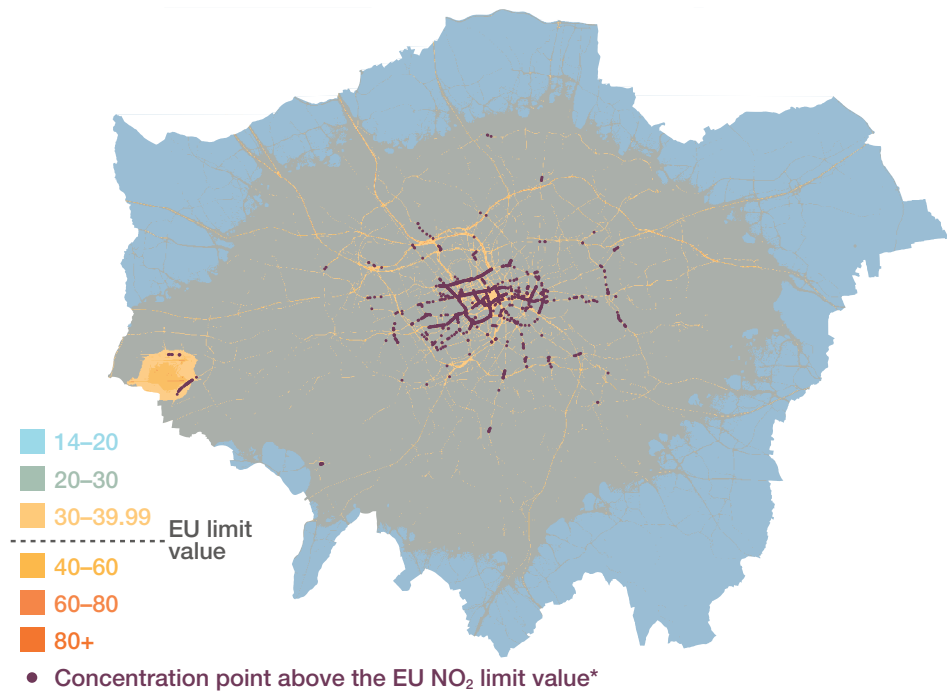 14–20
20–30
30–39.99
EU limit
value
40–60
60–80
80+
Concentration point above the EU NO₂ limit value*